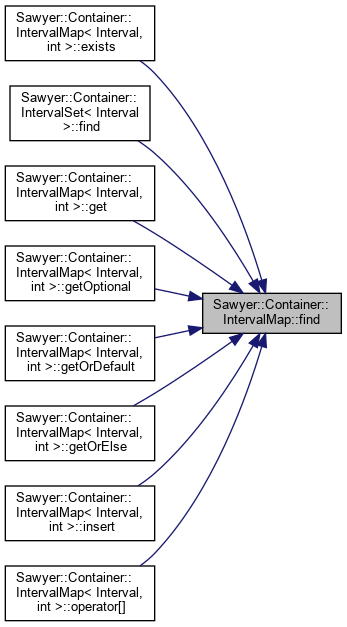 Sawyer::Container::
IntervalMap< Interval,
int >::exists
Sawyer::Container::
IntervalSet< Interval
>::find
Sawyer::Container::
IntervalMap< Interval,
int >::get
Sawyer::Container::
IntervalMap< Interval,
int >::getOptional
Sawyer::Container::
IntervalMap::find
Sawyer::Container::
IntervalMap< Interval,
int >::getOrDefault
Sawyer::Container::
IntervalMap< Interval,
int >::getOrElse
Sawyer::Container::
IntervalMap< Interval,
int >::insert
Sawyer::Container::
IntervalMap< Interval,
int >::operator[]